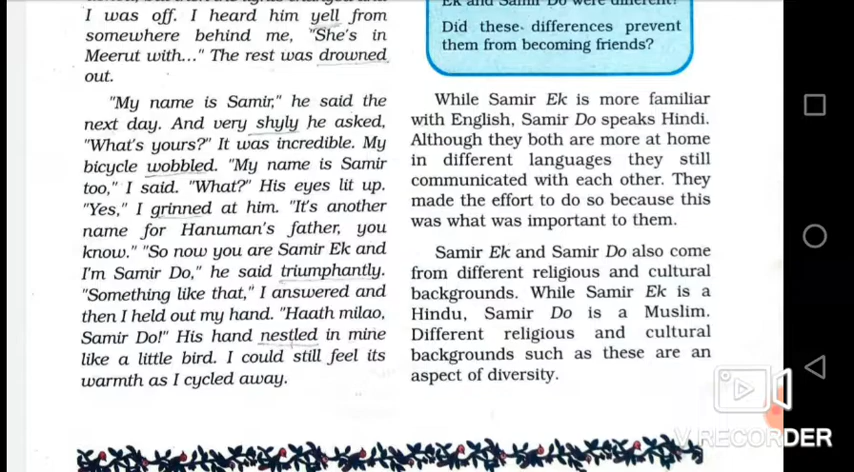 I was off. I heard him yell from
somewhere behind me, "She's in
Meerut with..." The rest was drowned
out.
"My name is Samir," he said the
next day. And very shyly he asked,
"What's yours?" It was incredible. My
bicycle wobbled. "My name is Samir
too," I said. "What?" His eyes lit up.
"Yes," I grinned at him. "It's another
name for Hanuman's father, you
know." "So now you are Samir Ek and
I'm Samir Do," he said triumphantly.
"Something like that," I answered and
then I held out my hand. "Haath milao,
Samir Do!" His hand nestled in mine
like a little bird. I could still feel its
warmth as I cycled away.
Ek and Samir Do were different?
Did these differences prevent
them from becoming friends?
While Samir Ek is more familiar
with English, Samir Do speaks Hindi.
Although they both are more at home
in different languages they still
communicated with each other. They
made the effort to do so because this
was what was important to them.
Samir Ek and Samir Do also come
from different religious and cultural
backgrounds. While Samir Ek is a
Hindu, Samir Do is a Muslim.
Different religious and cultural
backgrounds such as these are an
aspect of diversity.
V RECORDER